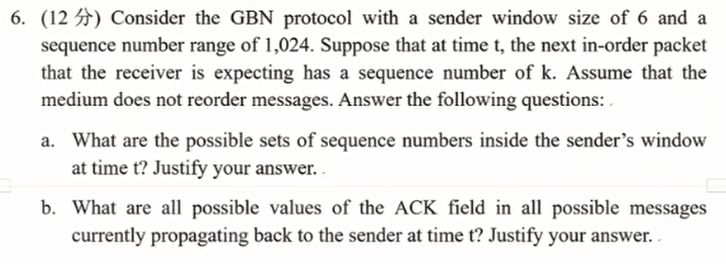 6. (12 分) Consider the GBN protocol with a sender window size of 6 and a
sequence number range of 1,024. Suppose that at time t, the next in-order packet
that the receiver is expecting has a sequence number of k. Assume that the
medium does not reorder messages. Answer the following questions:
a. What are the possible sets of sequence numbers inside the sender's window
at time t? Justify your answer.
b. What are all possible values of the ACK field in all possible messages
currently propagating back to the sender at time t? Justify your answer.